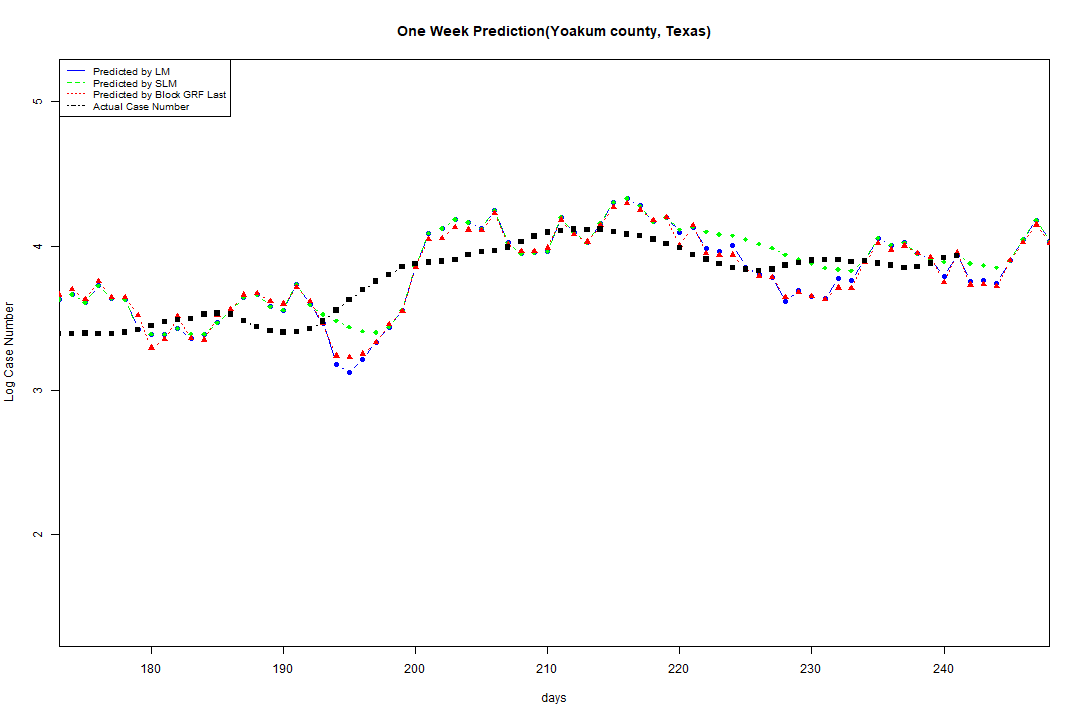 One Week Prediction(Yoakum county, Texas)
Predicted by LM
Predicted by SLM
Predicted by Block GRF Last
Actual Case Number
5
4
3
2
Log Case Number
180 190 200 210 220 230 240
days